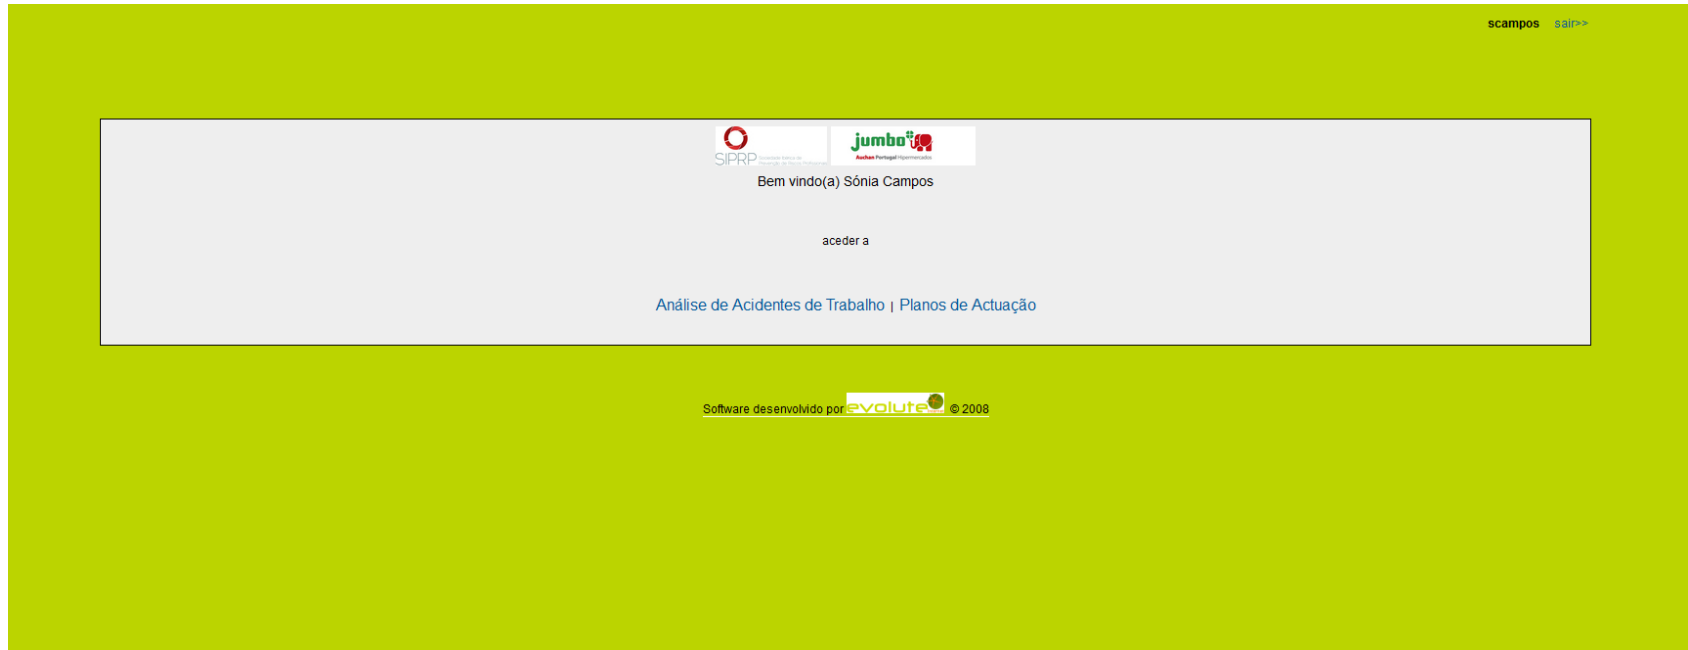 scampos sair>>
SIPRP
jumbo
Auchan Portugal Hipermercados
Bem vindo(a) Sónia Campos
aceder a
Análise de Acidentes de Trabalho | Planos de Actuação
Software desenvolvido por evolute © 2008